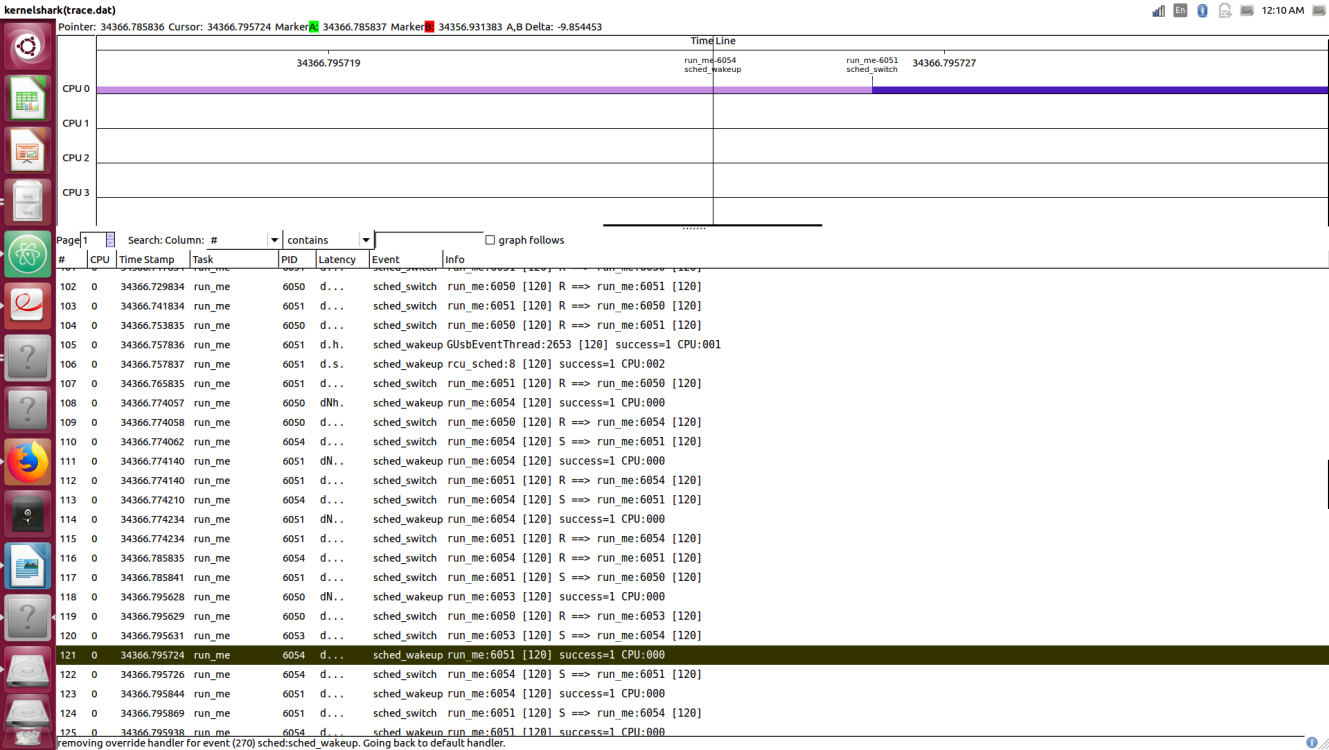 kernelshark(trace.dat)
En 12:10 AM
Pointer: 34366.785836 Cursor: 34366.795724 MarkerA: 34366.785837 MarkerB: 34356.931383 A,B Delta: -9.854453
Time Line
34366.795719 run_me-6054 run_me-6051 34366.795727
sched_wakeup sched_switch
CPU 0
CPU 1
CPU 2
CPU 3
Page 1 Search: Column: # contains graph follows
# CPU Time Stamp Task PID Latency Event Info
102 0 34366.729834 run_me 6050 d... sched_switch run_me:6050 [120] R ==> run_me:6051 [120]
103 0 34366.741834 run_me 6051 d... sched_switch run_me:6051 [120] R ==> run_me:6050 [120]
104 0 34366.753835 run_me 6050 d... sched_switch run_me:6050 [120] R ==> run_me:6051 [120]
105 0 34366.757836 run_me 6051 d.h. sched_wakeup GUsbEventThread:2653 [120] success=1 CPU:001
106 0 34366.757837 run_me 6051 d.s. sched_wakeup rcu_sched:8 [120] success=1 CPU:002
107 0 34366.765835 run_me 6051 d... sched_switch run_me:6051 [120] R ==> run_me:6050 [120]
108 0 34366.774057 run_me 6050 dNh. sched_wakeup run_me:6054 [120] success=1 CPU:000
109 0 34366.774058 run_me 6050 d... sched_switch run_me:6050 [120] R ==> run_me:6054 [120]
110 0 34366.774062 run_me 6054 d... sched_switch run_me:6054 [120] S ==> run_me:6051 [120]
111 0 34366.774140 run_me 6051 dN.. sched_wakeup run_me:6054 [120] success=1 CPU:000
112 0 34366.774140 run_me 6051 d... sched_switch run_me:6051 [120] R ==> run_me:6054 [120]
113 0 34366.774210 run_me 6054 d... sched_switch run_me:6054 [120] S ==> run_me:6051 [120]
114 0 34366.774234 run_me 6051 dN.. sched_wakeup run_me:6054 [120] success=1 CPU:000
115 0 34366.774234 run_me 6051 d... sched_switch run_me:6051 [120] R ==> run_me:6054 [120]
116 0 34366.785835 run_me 6054 d... sched_switch run_me:6054 [120] R ==> run_me:6051 [120]
117 0 34366.785841 run_me 6051 d... sched_switch run_me:6051 [120] S ==> run_me:6050 [120]
118 0 34366.795628 run_me 6050 dN.. sched_wakeup run_me:6053 [120] success=1 CPU:000
119 0 34366.795629 run_me 6050 d... sched_switch run_me:6050 [120] R ==> run_me:6053 [120]
120 0 34366.795631 run_me 6053 d... sched_switch run_me:6053 [120] S ==> run_me:6054 [120]
121 0 34366.795724 run_me 6054 d... sched_wakeup run_me:6051 [120] success=1 CPU:000
122 0 34366.795726 run_me 6054 d... sched_switch run_me:6054 [120] S ==> run_me:6051 [120]
123 0 34366.795844 run_me 6051 d... sched_wakeup run_me:6054 [120] success=1 CPU:000
124 0 34366.795869 run_me 6051 d... sched_switch run_me:6051 [120] S ==> run_me:6054 [120]
125 0 34366.795938 run_me 6054 d... sched_wakeup run_me:6051 [120] success=1 CPU:000
removing override handler for event (270) sched:sched_wakeup. Going back to default handler.